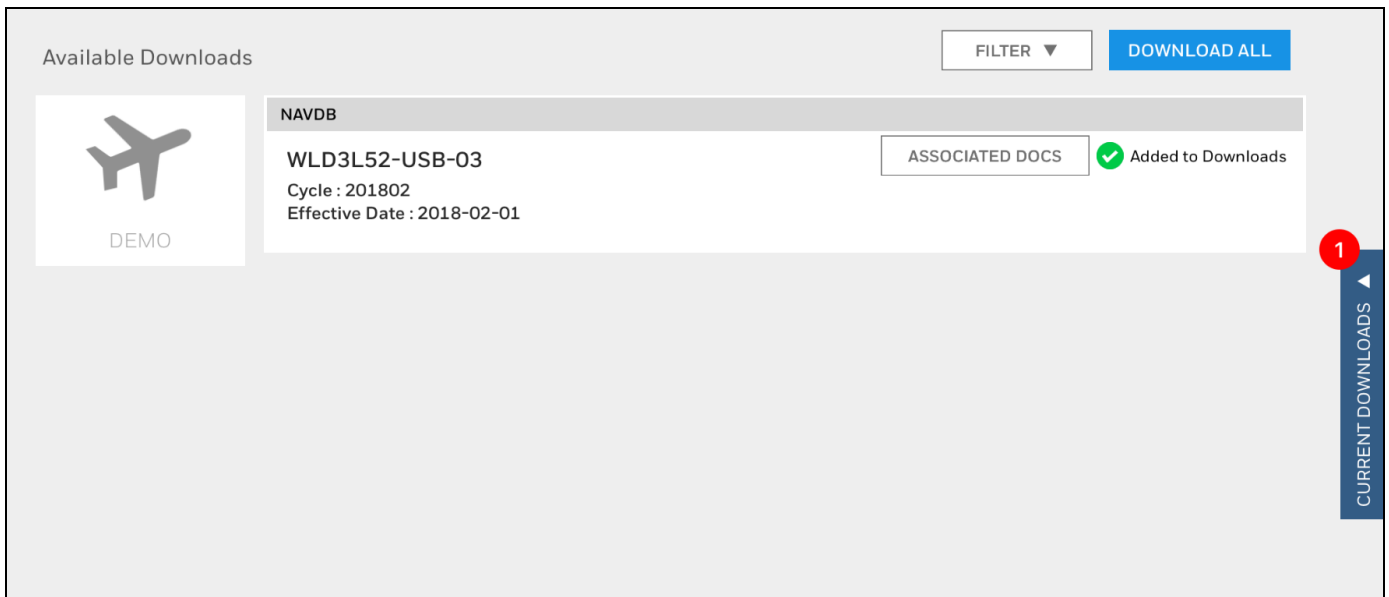 Available Downloads
FILTER ▼
DOWNLOAD ALL
NAVDB
WLD3L52-USB-03
ASSOCIATED DOCS
Added to Downloads
Cycle : 201802
Effective Date : 2018-02-01
DEMO
1
CURRENT DOWNLOADS